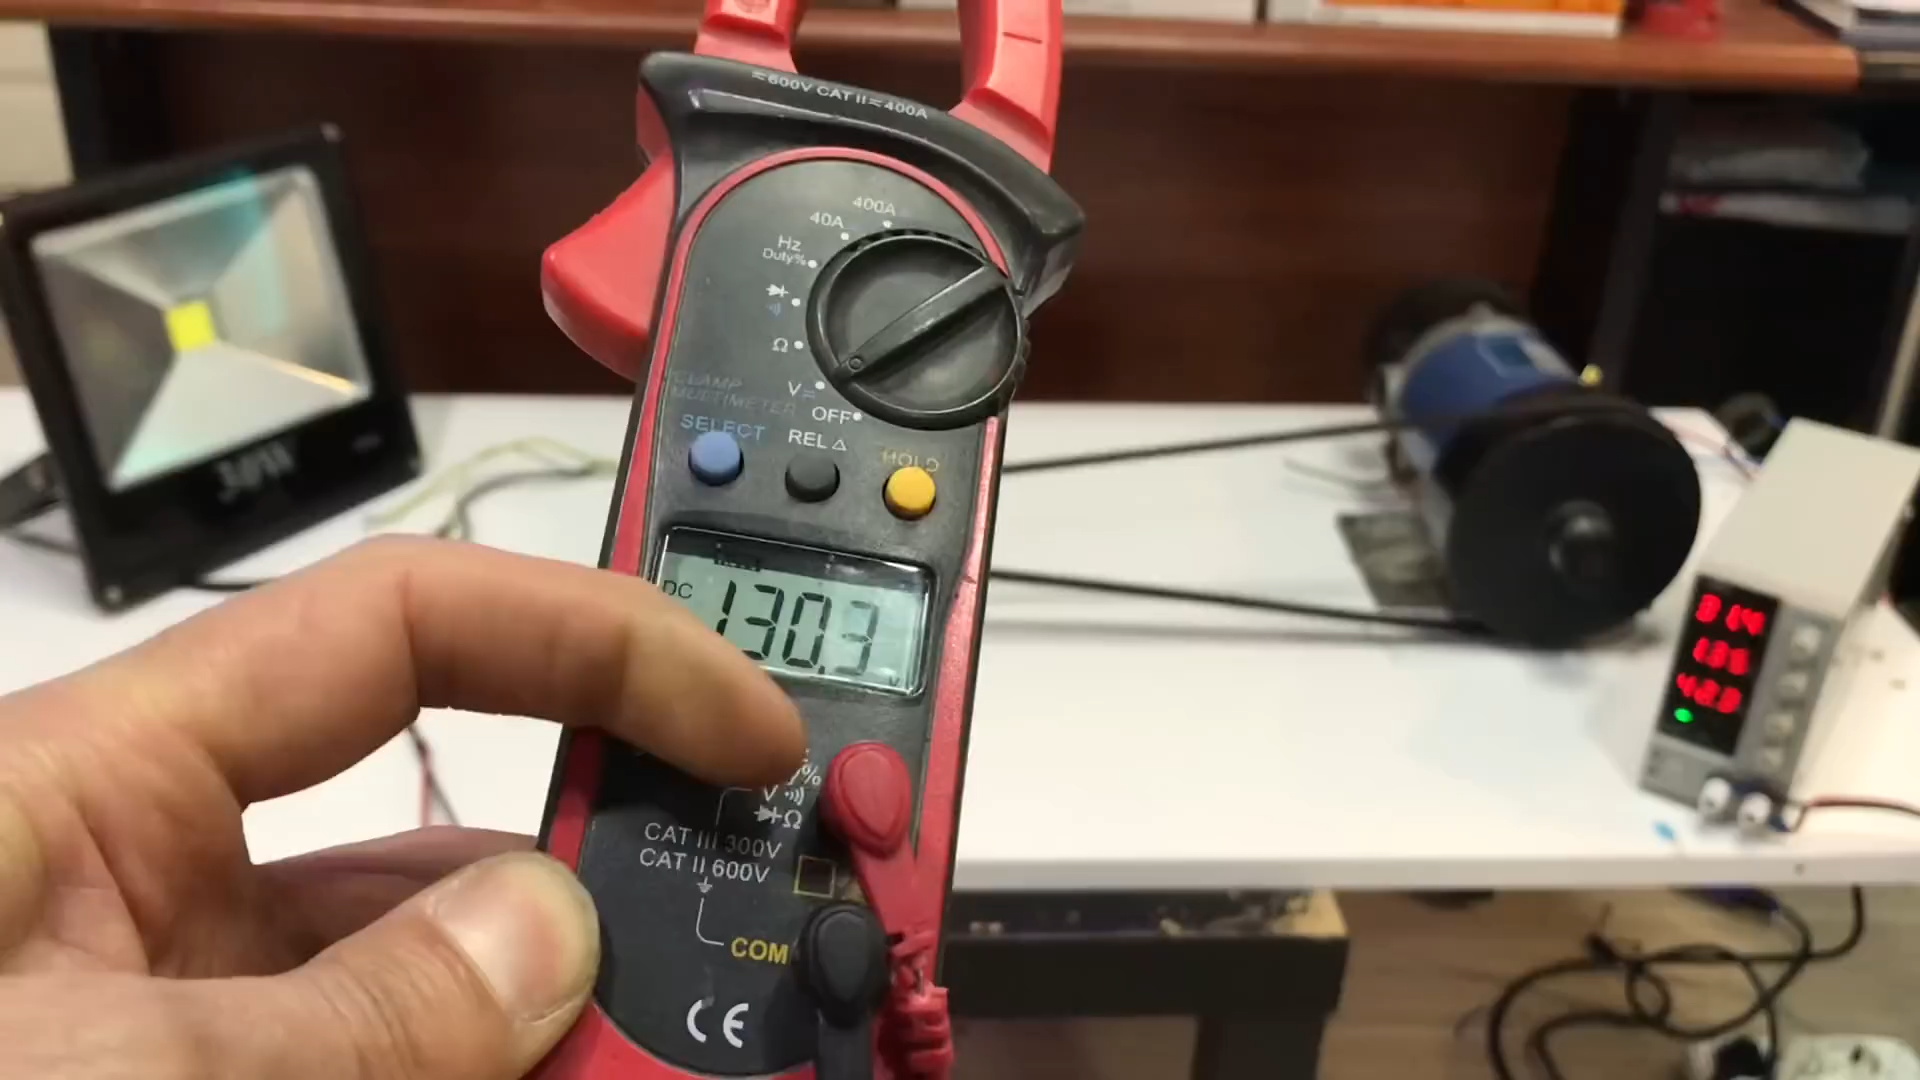 ≂600V CAT II≂400A
400A
40A
Hz
Duty%
Ω
V⎓
OFF
CLAMP
MULTIMETER
SELECT
REL △
HOLD
DC
130.3
V
%
V
Ω
CAT III 300V
CAT II 600V
COM
CE
30W